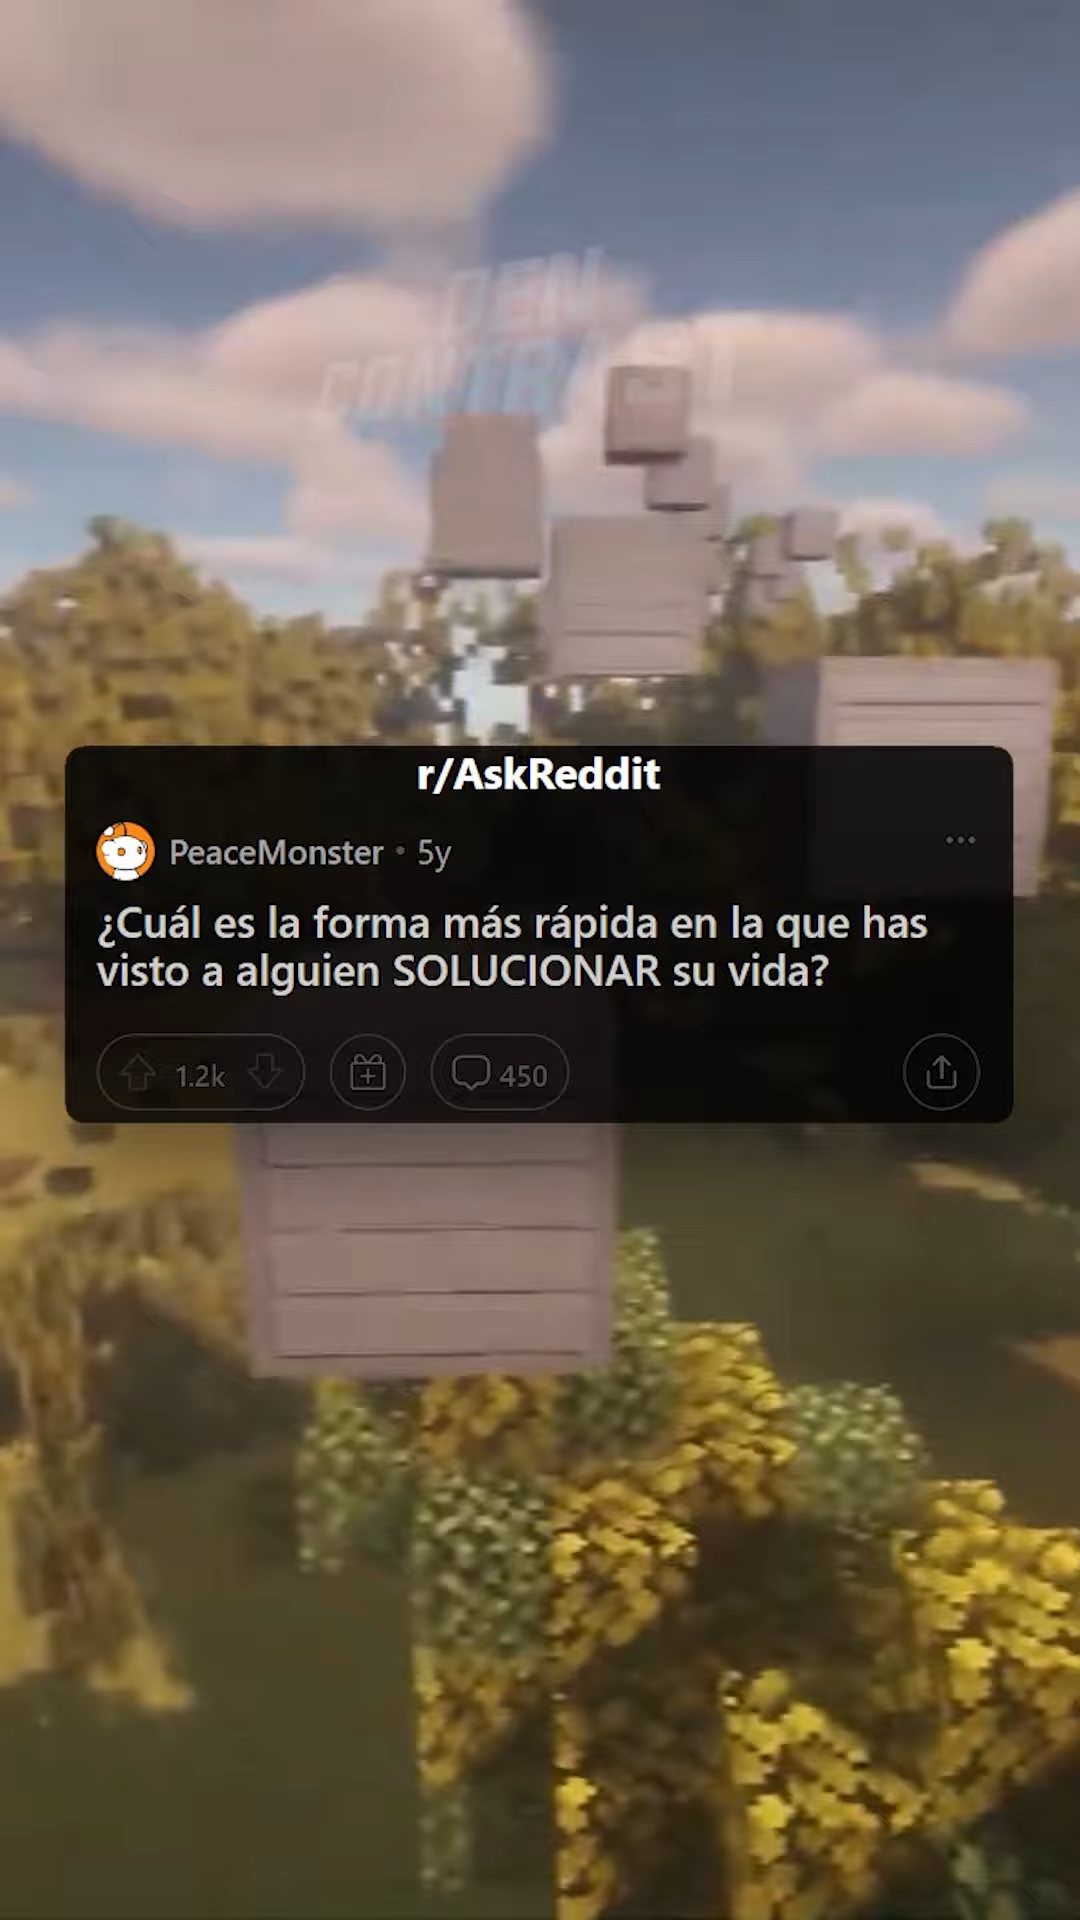 r/AskReddit
PeaceMonster • 5y
¿Cuál es la forma más rápida en la que has
visto a alguien SOLUCIONAR su vida?
1.2k
450